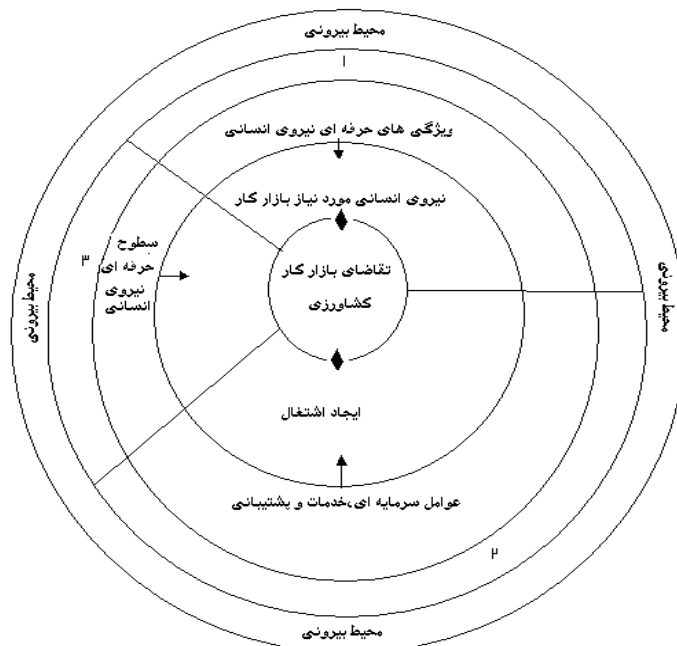 محیط بیرونی
۱
ویژگی های حرفه ای نیروی انسانی
نیروی انسانی مورد نیاز بازار کار
سطوح
حرفه ای
نیروی
انسانی
۳
تقاضای بازار کار
کشاورزی
محیط بیرونی
محیط بیرونی
ایجاد اشتغال
عوامل سرمایه ای،خدمات و پشتیبانی
۲
محیط بیرونی